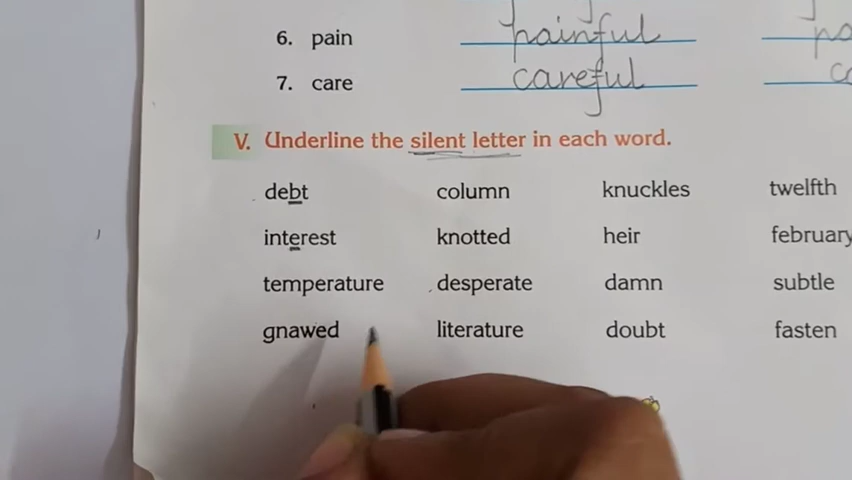 6. pain painful
7. care careful
V. Underline the silent letter in each word.
debt column knuckles twelfth
interest knotted heir february
temperature desperate damn subtle
gnawed literature doubt fasten